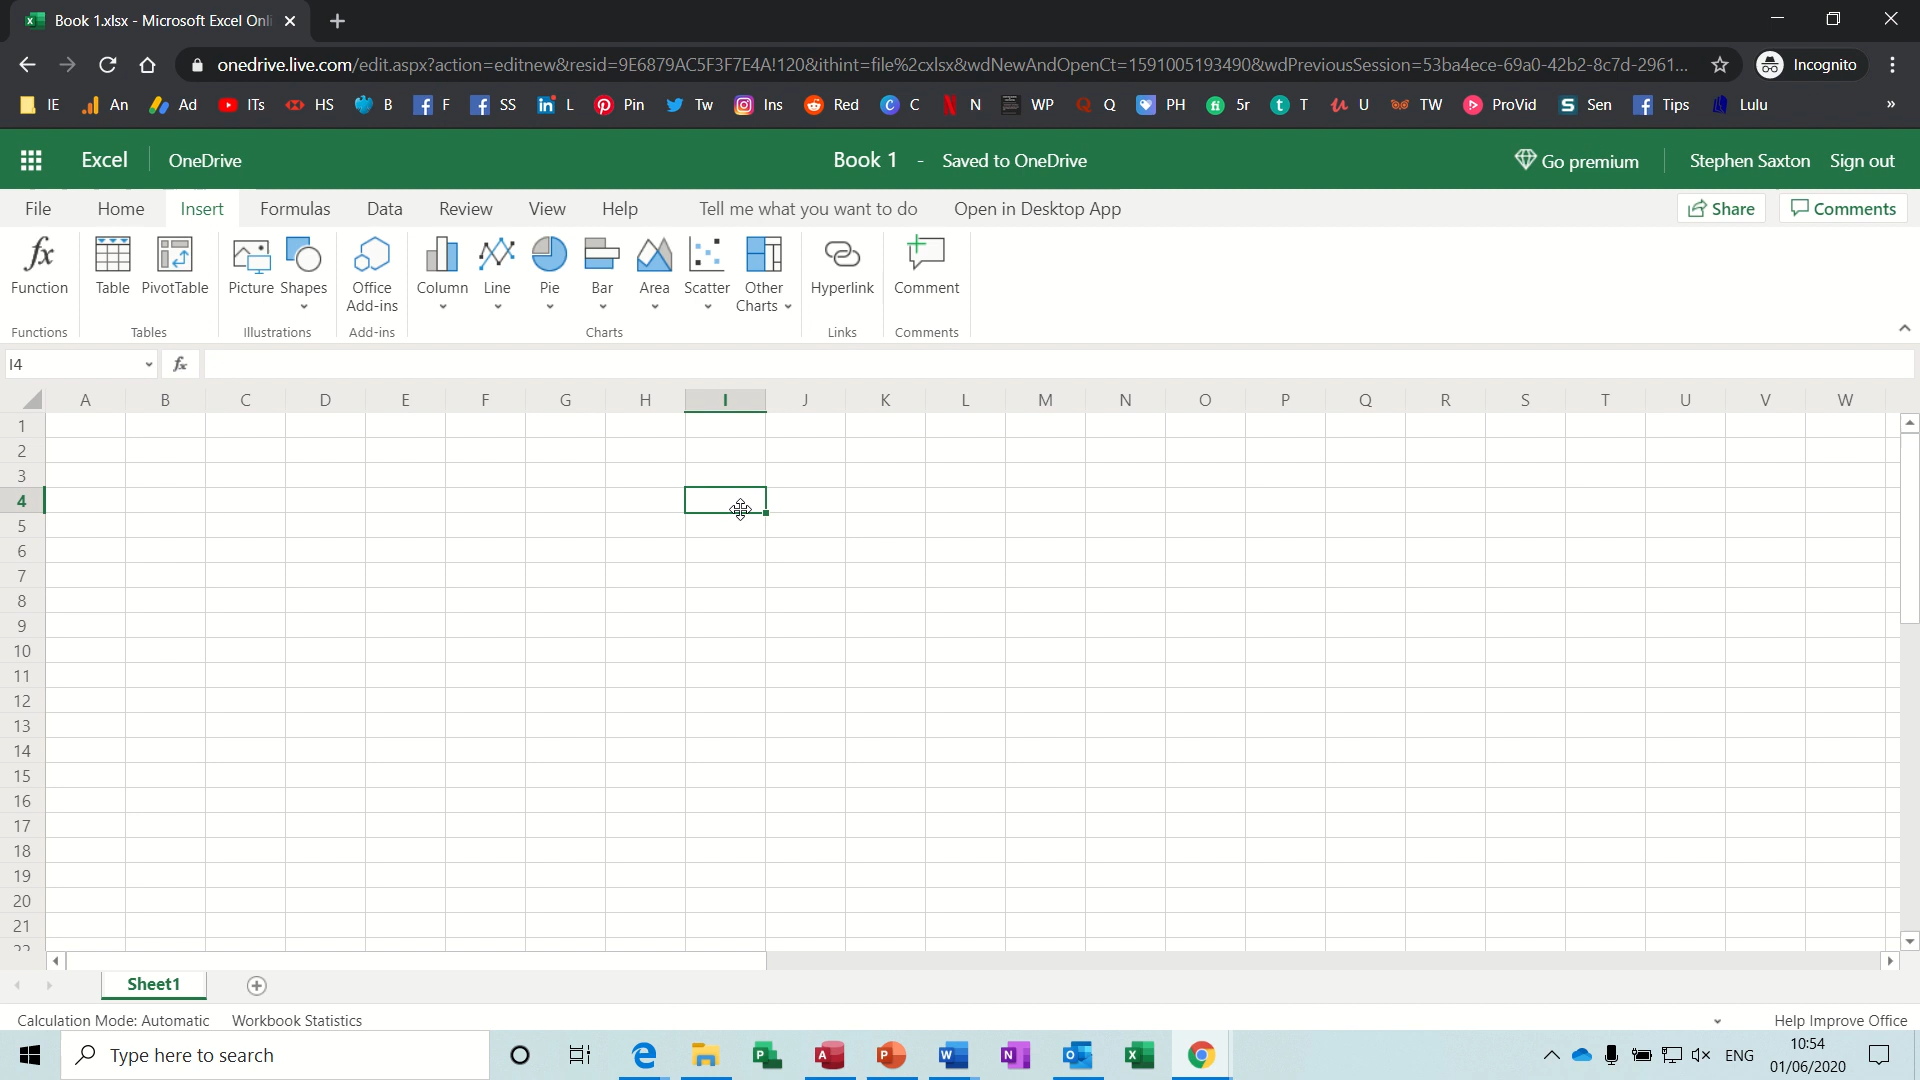 Book 1.xlsx - Microsoft Excel Onli
onedrive.live.com/edit.aspx?action=editnew&resid=9E6879AC5F3F7E4A!120&ithint=file%2cxlsx&wdNewAndOpenCt=1591005193490&wdPreviousSession=53ba4ece-69a0-42b2-8c7d-2961... Incognito
IE An Ad ITs HS B F SS L Pin Tw Ins Red C N WP Q PH 5r T U TW ProVid Sen Tips Lulu »
Excel OneDrive Book 1 - Saved to OneDrive Go premium Stephen Saxton Sign out
File Home Insert Formulas Data Review View Help Tell me what you want to do Open in Desktop App Share Comments
Function Table PivotTable Picture Shapes Office Add-ins Column Line Pie Bar Area Scatter Other Charts Hyperlink Comment
Functions Tables Illustrations Add-ins Charts Links Comments
I4 fx
A B C D E F G H I J K L M N O P Q R S T U V W
1
2
3
4
5
6
7
8
9
10
11
12
13
14
15
16
17
18
19
20
21
22
Sheet1
Calculation Mode: Automatic Workbook Statistics Help Improve Office
Type here to search ENG 10:54
01/06/2020